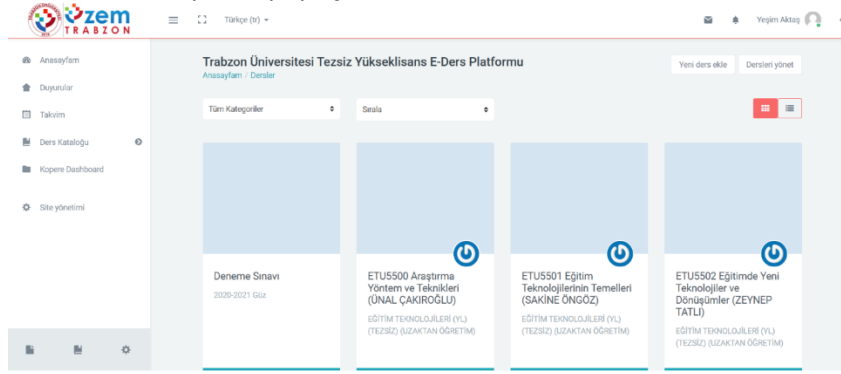 üzem
TRABZON
Türkçe (tr)
Yeşim Aktaş
Anasayfam
Duyurular
Takvim
Ders Kataloğu
Kopere Dashboard
Site yönetimi
Trabzon Üniversitesi Tezsiz Yükseklisans E-Ders Platformu
Anasayfam / Dersler
Yeni ders ekle
Dersleri yönet
Tüm Kategoriler
Sırala
Deneme Sınavı
2020-2021 Güz
ETU5500 Araştırma
Yöntem ve Teknikleri
(ÜNAL ÇAKIROĞLU)
EĞİTİM TEKNOLOJİLERİ (YL)
(TEZSİZ) (UZAKTAN ÖĞRETİM)
ETU5501 Eğitim
Teknolojilerinin Temelleri
(SAKİNE ÖNGÖZ)
EĞİTİM TEKNOLOJİLERİ (YL)
(TEZSİZ) (UZAKTAN ÖĞRETİM)
ETU5502 Eğitimde Yeni
Teknolojiler ve
Dönüşümler (ZEYNEP
TATLI)
EĞİTİM TEKNOLOJİLERİ (YL)
(TEZSİZ) (UZAKTAN ÖĞRETİM)